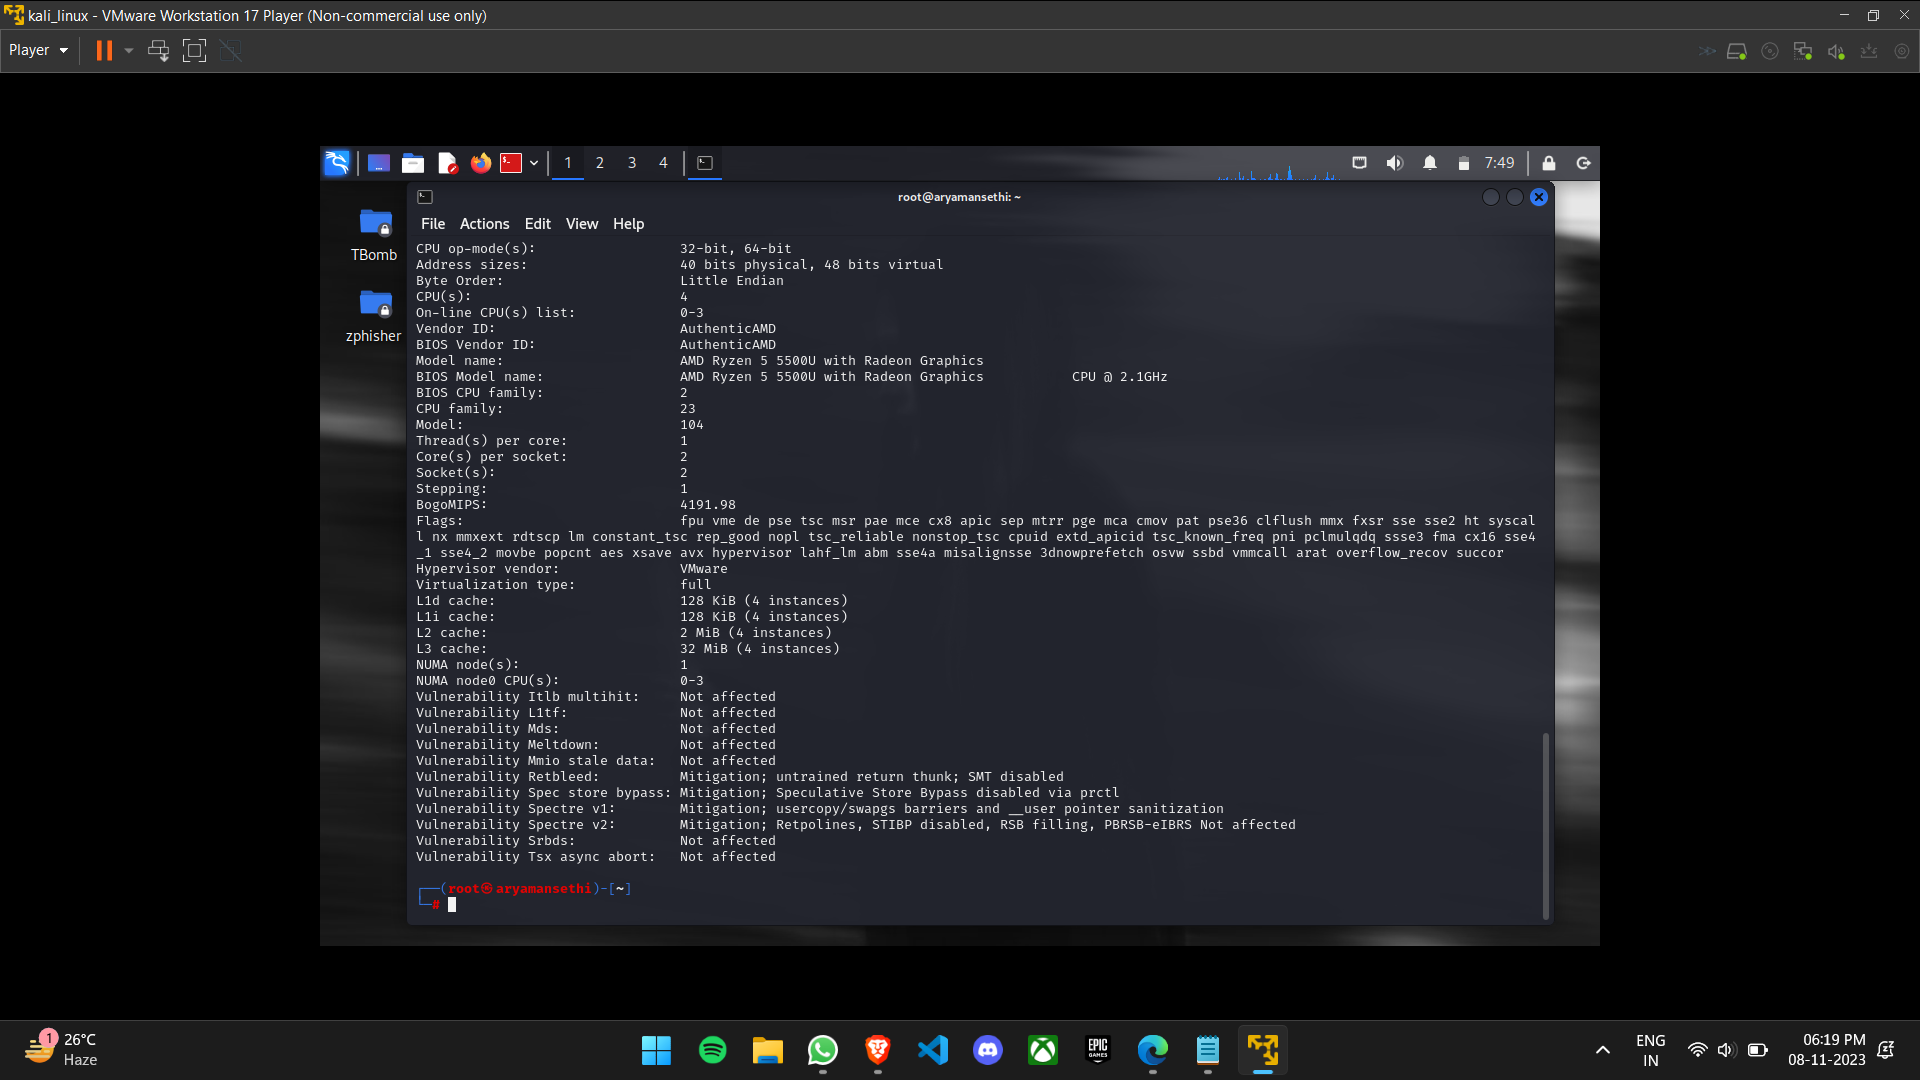 kali_linux - VMware Workstation 17 Player (Non-commercial use only)
Player
1 2 3 4
7:49
root@aryamansethi: ~
TBomb
zphisher
File Actions Edit View Help
CPU op-mode(s): 32-bit, 64-bit
Address sizes: 40 bits physical, 48 bits virtual
Byte Order: Little Endian
CPU(s): 4
On-line CPU(s) list: 0-3
Vendor ID: AuthenticAMD
BIOS Vendor ID: AuthenticAMD
Model name: AMD Ryzen 5 5500U with Radeon Graphics
BIOS Model name: AMD Ryzen 5 5500U with Radeon Graphics CPU @ 2.1GHz
BIOS CPU family: 2
CPU family: 23
Model: 104
Thread(s) per core: 1
Core(s) per socket: 2
Socket(s): 2
Stepping: 1
BogoMIPS: 4191.98
Flags: fpu vme de pse tsc msr pae mce cx8 apic sep mtrr pge mca cmov pat pse36 clflush mmx fxsr sse sse2 ht syscal
l nx mmxext rdtscp lm constant_tsc rep_good nopl tsc_reliable nonstop_tsc cpuid extd_apicid tsc_known_freq pni pclmulqdq ssse3 fma cx16 sse4
_1 sse4_2 movbe popcnt aes xsave avx hypervisor lahf_lm abm sse4a misalignsse 3dnowprefetch osvw ssbd vmmcall arat overflow_recov succor
Hypervisor vendor: VMware
Virtualization type: full
L1d cache: 128 KiB (4 instances)
L1i cache: 128 KiB (4 instances)
L2 cache: 2 MiB (4 instances)
L3 cache: 32 MiB (4 instances)
NUMA node(s): 1
NUMA node0 CPU(s): 0-3
Vulnerability Itlb multihit: Not affected
Vulnerability L1tf: Not affected
Vulnerability Mds: Not affected
Vulnerability Meltdown: Not affected
Vulnerability Mmio stale data: Not affected
Vulnerability Retbleed: Mitigation; untrained return thunk; SMT disabled
Vulnerability Spec store bypass: Mitigation; Speculative Store Bypass disabled via prctl
Vulnerability Spectre v1: Mitigation; usercopy/swapgs barriers and __user pointer sanitization
Vulnerability Spectre v2: Mitigation; Retpolines, STIBP disabled, RSB filling, PBRSB-eIBRS Not affected
Vulnerability Srbds: Not affected
Vulnerability Tsx async abort: Not affected
┌──(root㉿aryamansethi)-[~]
└─#
1
26°C
Haze
EPIC
GAMES
ENG
IN
06:19 PM
08-11-2023